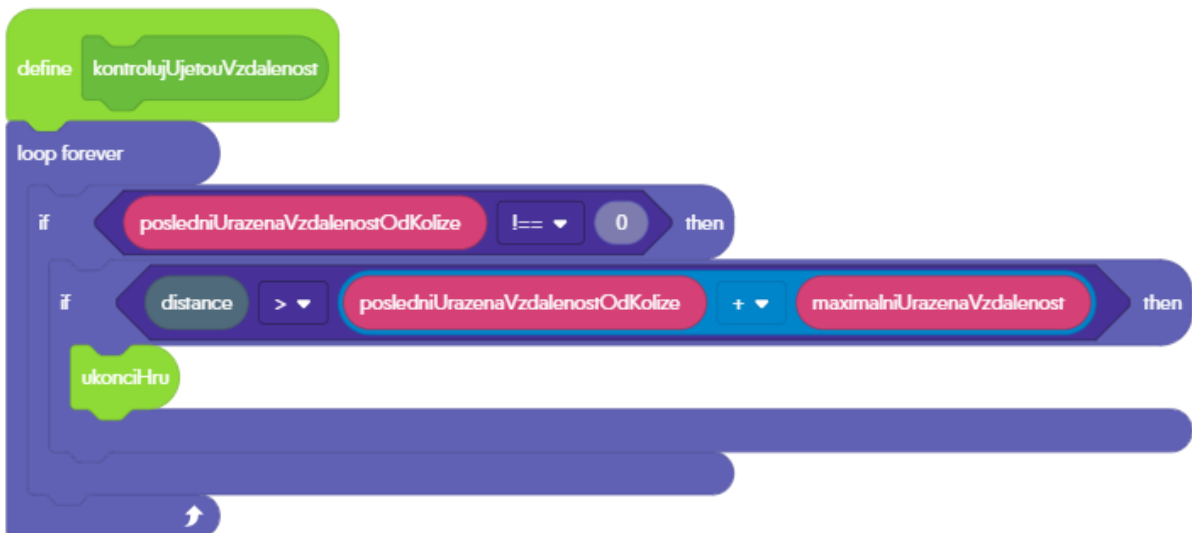 define kontrolujUjetouVzdalenost
loop forever
if posledniUrazenaVzdalenostOdKolize !== 0 then
if distance > posledniUrazenaVzdalenostOdKolize + maximalniUrazenaVzdalenost then
ukonciHru